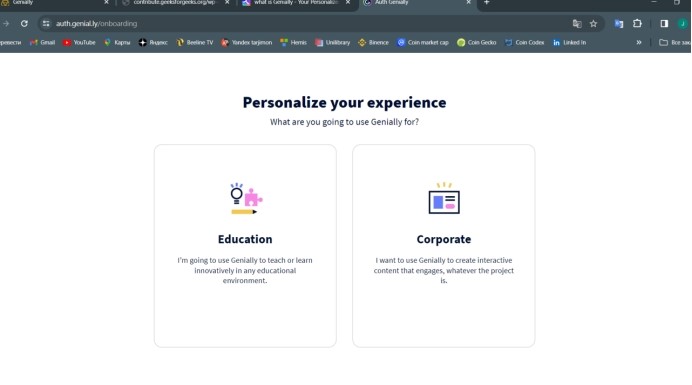 Genially
contribute.geeksforgeeks.org/wp-
what is Genially - Your Personaliz
Auth Genially
auth.genial.ly/onboarding
еревести
Gmail
YouTube
Карты
Яндекс
Beeline TV
Yandex tarjimon
Hemis
Unilibrary
Binence
Coin market cap
Coin Gecko
Coin Codex
Linked In
»
Все зак
Personalize your experience
What are you going to use Genially for?
Education
I'm going to use Genially to teach or learn
innovatively in any educational
environment.
Corporate
I want to use Genially to create interactive
content that engages, whatever the project
is.